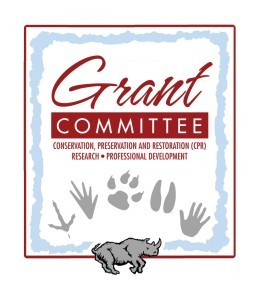 Grant
COMMITTEE
CONSERVATION, PRESERVATION AND RESTORATION (CPR)
RESEARCH • PROFESSIONAL DEVELOPMENT